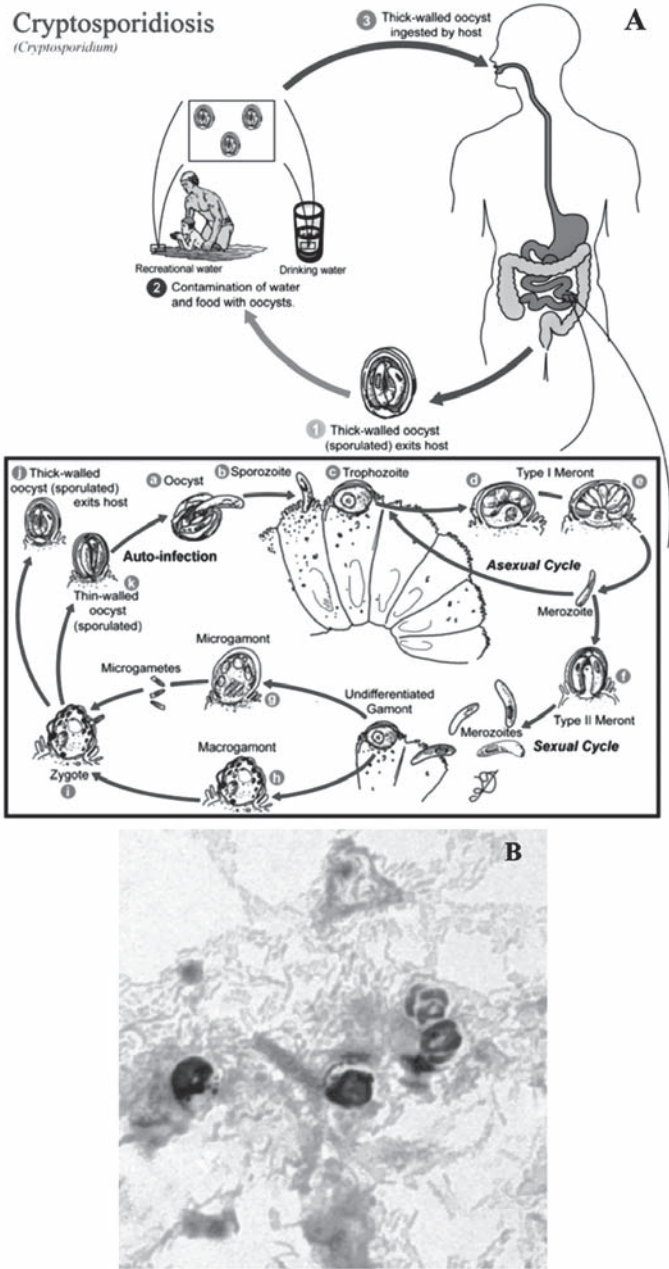 Cryptosporidiosis
(Cryptosporidium)
A
3 Thick-walled oocyst
ingested by host
Recreational water
Drinking water
2 Contamination of water
and food with oocysts.
1 Thick-walled oocyst
(sporulated) exits host
j Thick-walled
oocyst (sporulated)
exits host
a Oocyst
b Sporozoite
c Trophozoite
d
Type I Meront
e
Auto-infection
k
Thin-walled
oocyst
(sporulated)
Asexual Cycle
Merozoite
f
Type II Meront
Microgamont
g
Microgametes
Undifferentiated
Gamont
Merozoites
Sexual Cycle
Macrogamont
h
Zygote
i
B